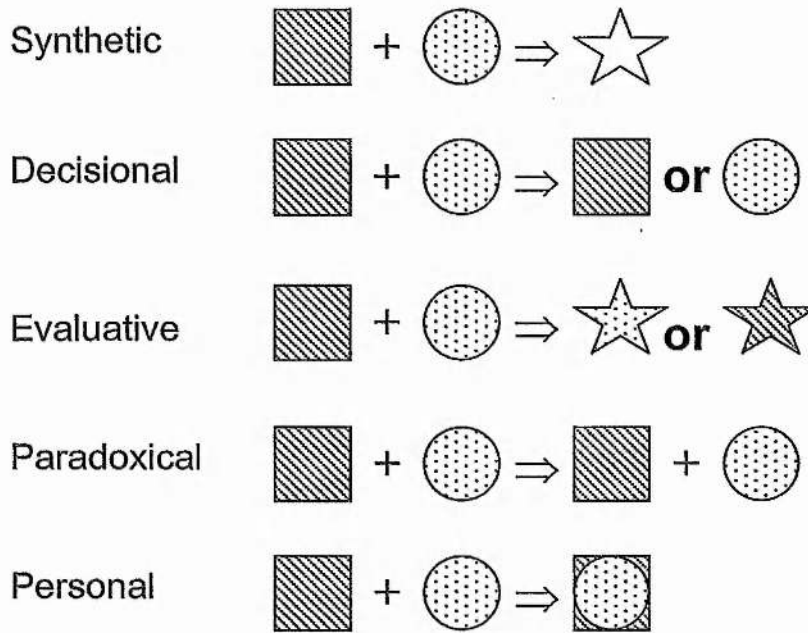 Synthetic + ⇒
Decisional + ⇒ or
Evaluative + ⇒ or
Paradoxical + ⇒ +
Personal + ⇒